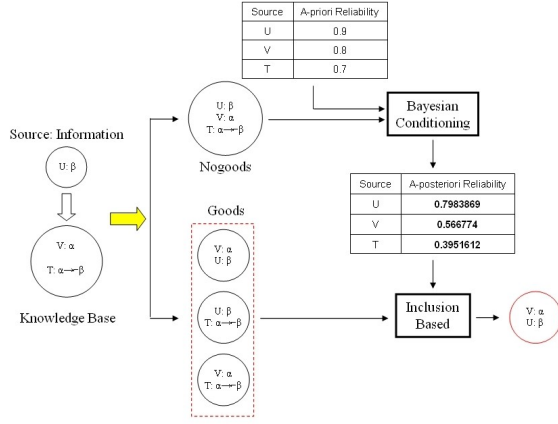 Source A-priori Reliability
U 0.9
V 0.8
T 0.7
Source: Information
U: β
V: α
T: α→¬β
Knowledge Base
U: β
V: α
T: α→¬β
Nogoods
Bayesian
Conditioning
Source A-posteriori Reliability
U 0.7983869
V 0.566774
T 0.3951612
Goods
V: α
U: β
U: β
T: α→¬β
V: α
T: α→¬β
Inclusion
Based
V: α
U: β